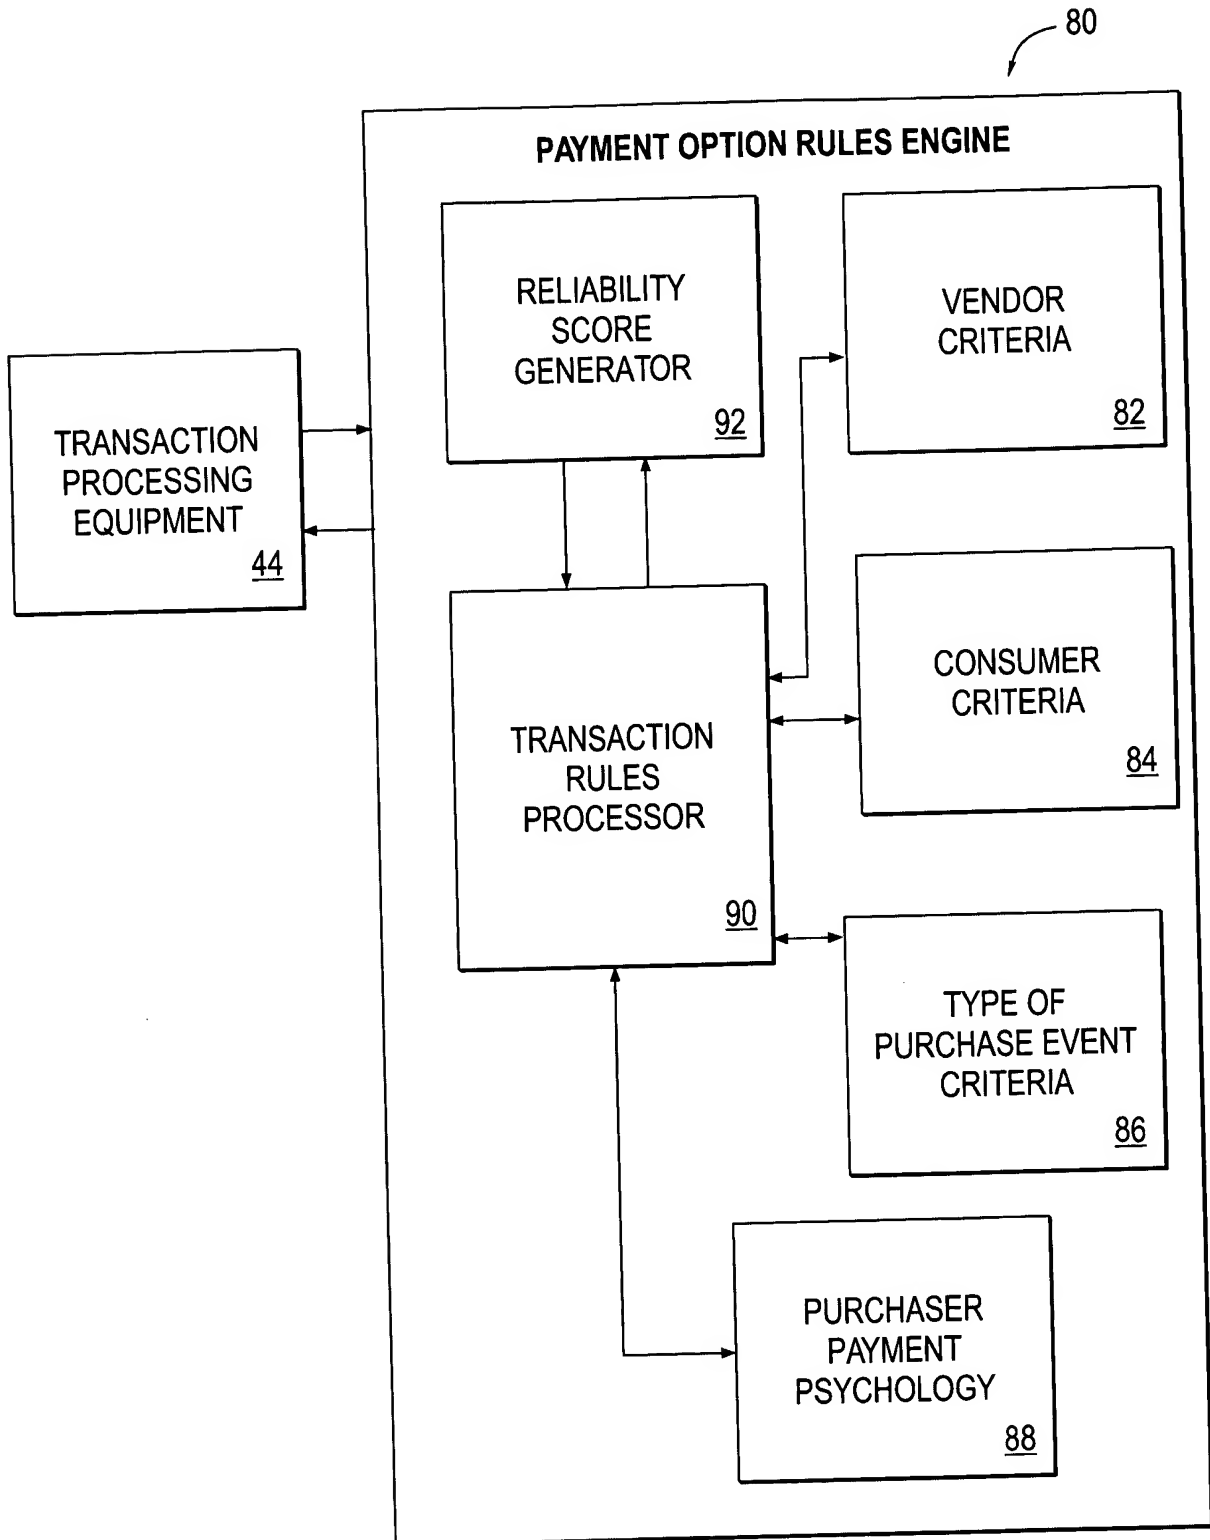 80
PAYMENT OPTION RULES ENGINE
RELIABILITY
SCORE
GENERATOR
92
VENDOR
CRITERIA
82
TRANSACTION
PROCESSING
EQUIPMENT
44
CONSUMER
CRITERIA
84
TRANSACTION
RULES
PROCESSOR
90
TYPE OF
PURCHASE EVENT
CRITERIA
86
PURCHASER
PAYMENT
PSYCHOLOGY
88